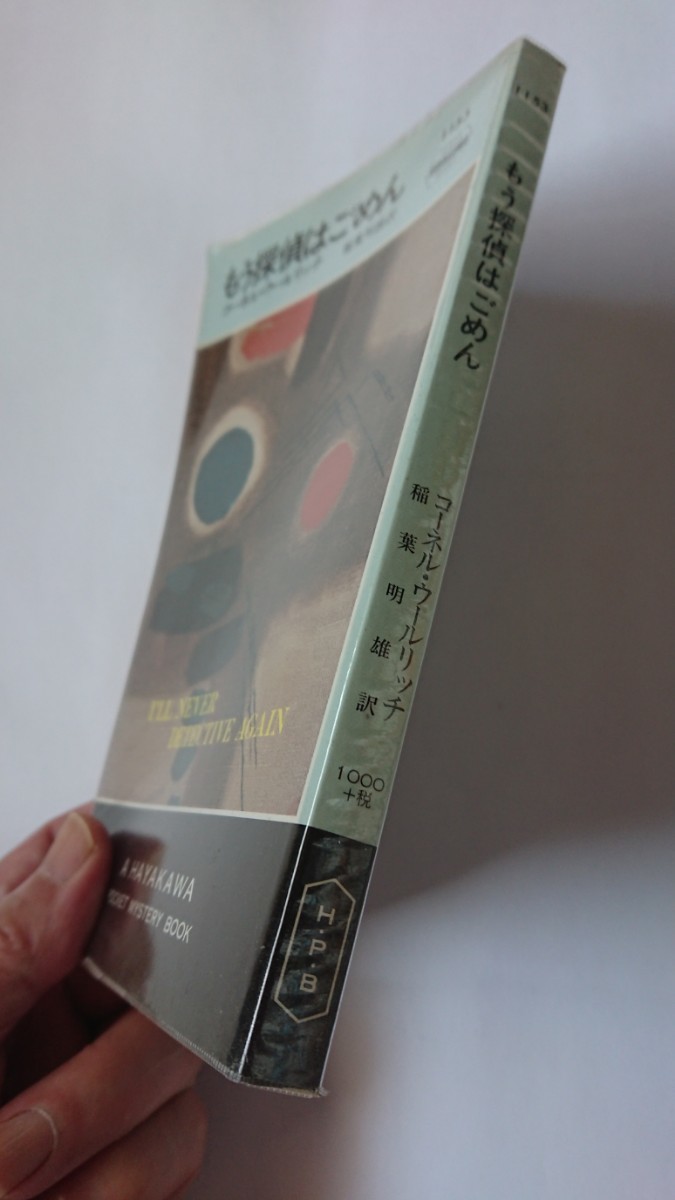 もう探偵はごめん
I'LL NEVER
DETECTIVE AGAIN
A HAYAKAWA
POCKET MYSTERY BOOK
もう探偵はごめん
コーネル・ウールリッチ
稲葉明雄訳
1000
+税
H・P・B